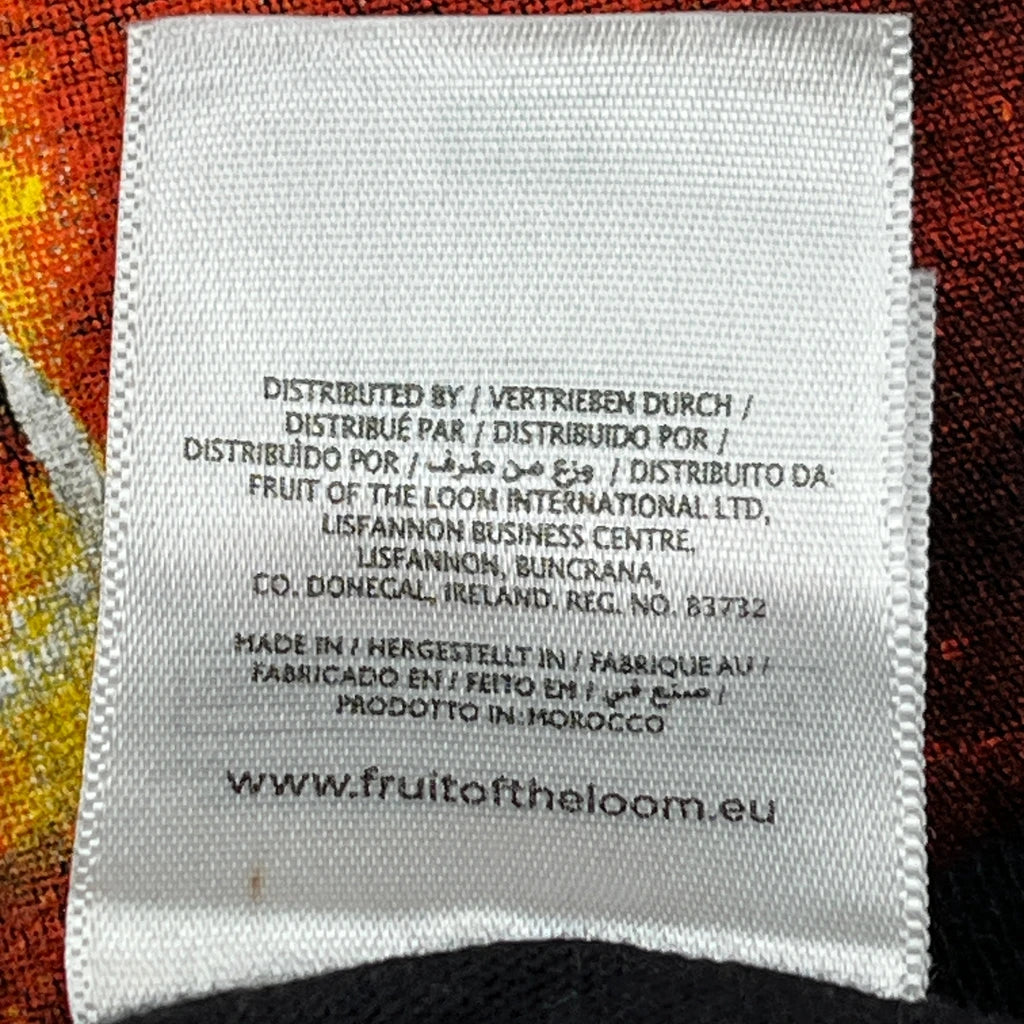 DISTRIBUTED BY / VERTRIEBEN DURCH /
DISTRIBUÉ PAR / DISTRIBUIDO POR /
DISTRIBUÌDO POR / وزع من طرف / DISTRIBUITO DA:
FRUIT OF THE LOOM INTERNATIONAL LTD,
LISFANNON BUSINESS CENTRE,
LISFANNON, BUNCRANA,
CO. DONEGAL, IRELAND. REG. NO. 83732
MADE IN / HERGESTELLT IN / FABRIQUE AU /
FABRICADO EN / FEITO EM / صنع في /
PRODOTTO IN: MOROCCO
www.fruitoftheloom.eu